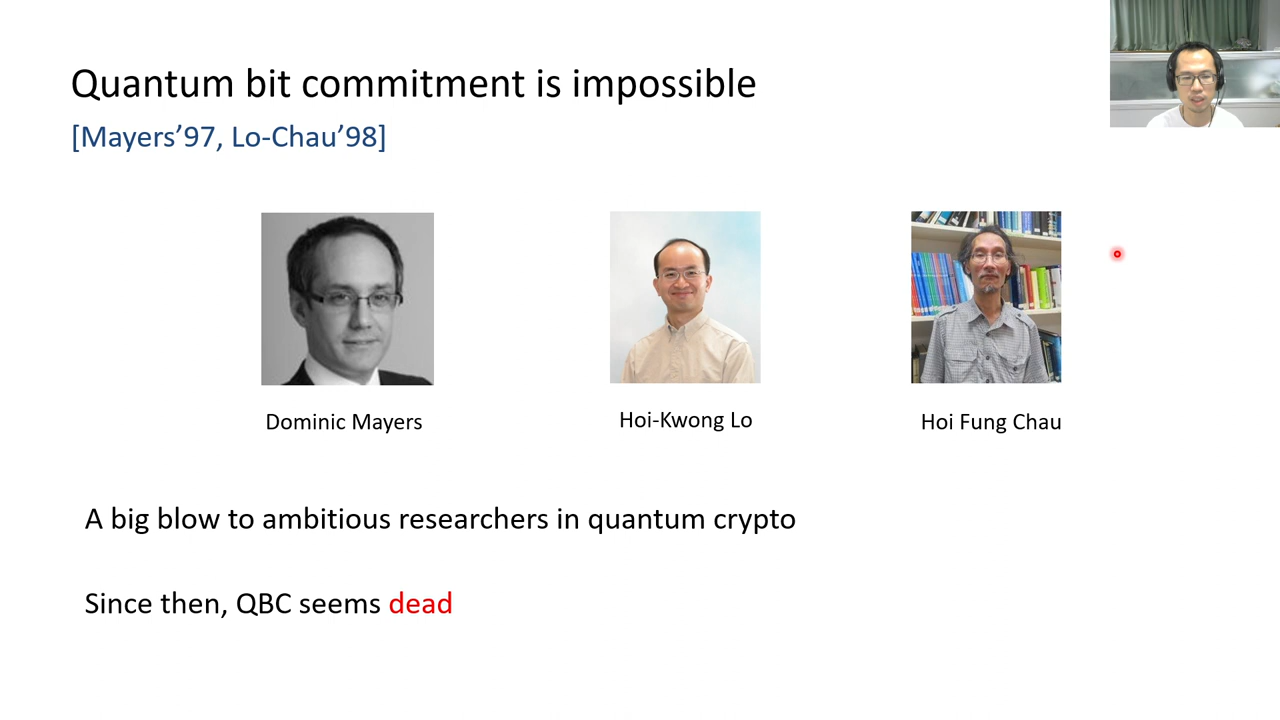 Quantum bit commitment is impossible
[Mayers’97, Lo-Chau’98]
Dominic Mayers
Hoi-Kwong Lo
Hoi Fung Chau
A big blow to ambitious researchers in quantum crypto
Since then, QBC seems dead